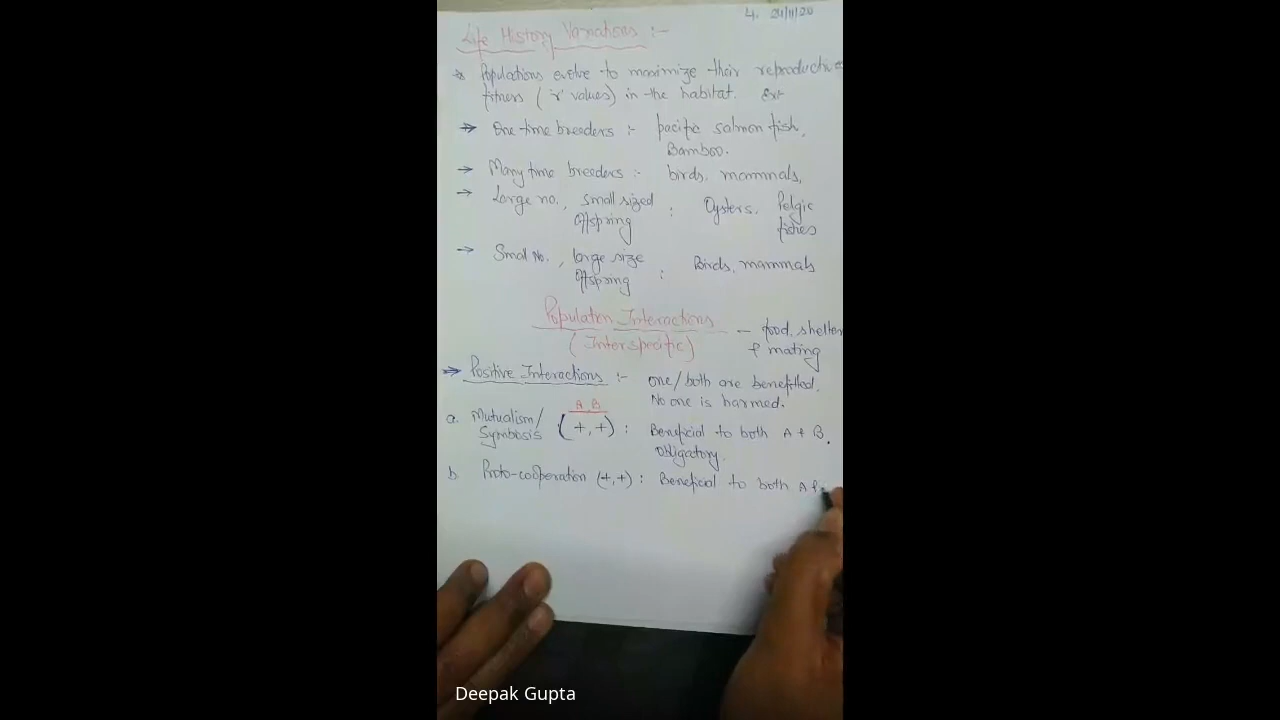 4. 24/11/20
Life History Variations :-
* Populations evolve to maximize their reproductive
fitness ( 'r' values) in the habitat. Ex:-
→ One time breeders :- pacific salmon fish,
Bamboo.
→ Many time breeders :- birds, mammals,
→ Large no., small sized : Oysters, Pelgic
offspring fishes
→ Small No., large size : Birds, mammals
offspring
Population Interactions — food, shelter
(Interspecific) & mating
→ Positive Interactions :- one/both are benefitted.
No one is harmed.
A B
a. Mutualism/ (+,+) : Beneficial to both A & B.
Symbosis obligatory.
b. Proto-cooperation (+,+) : Beneficial to both A &
Deepak Gupta